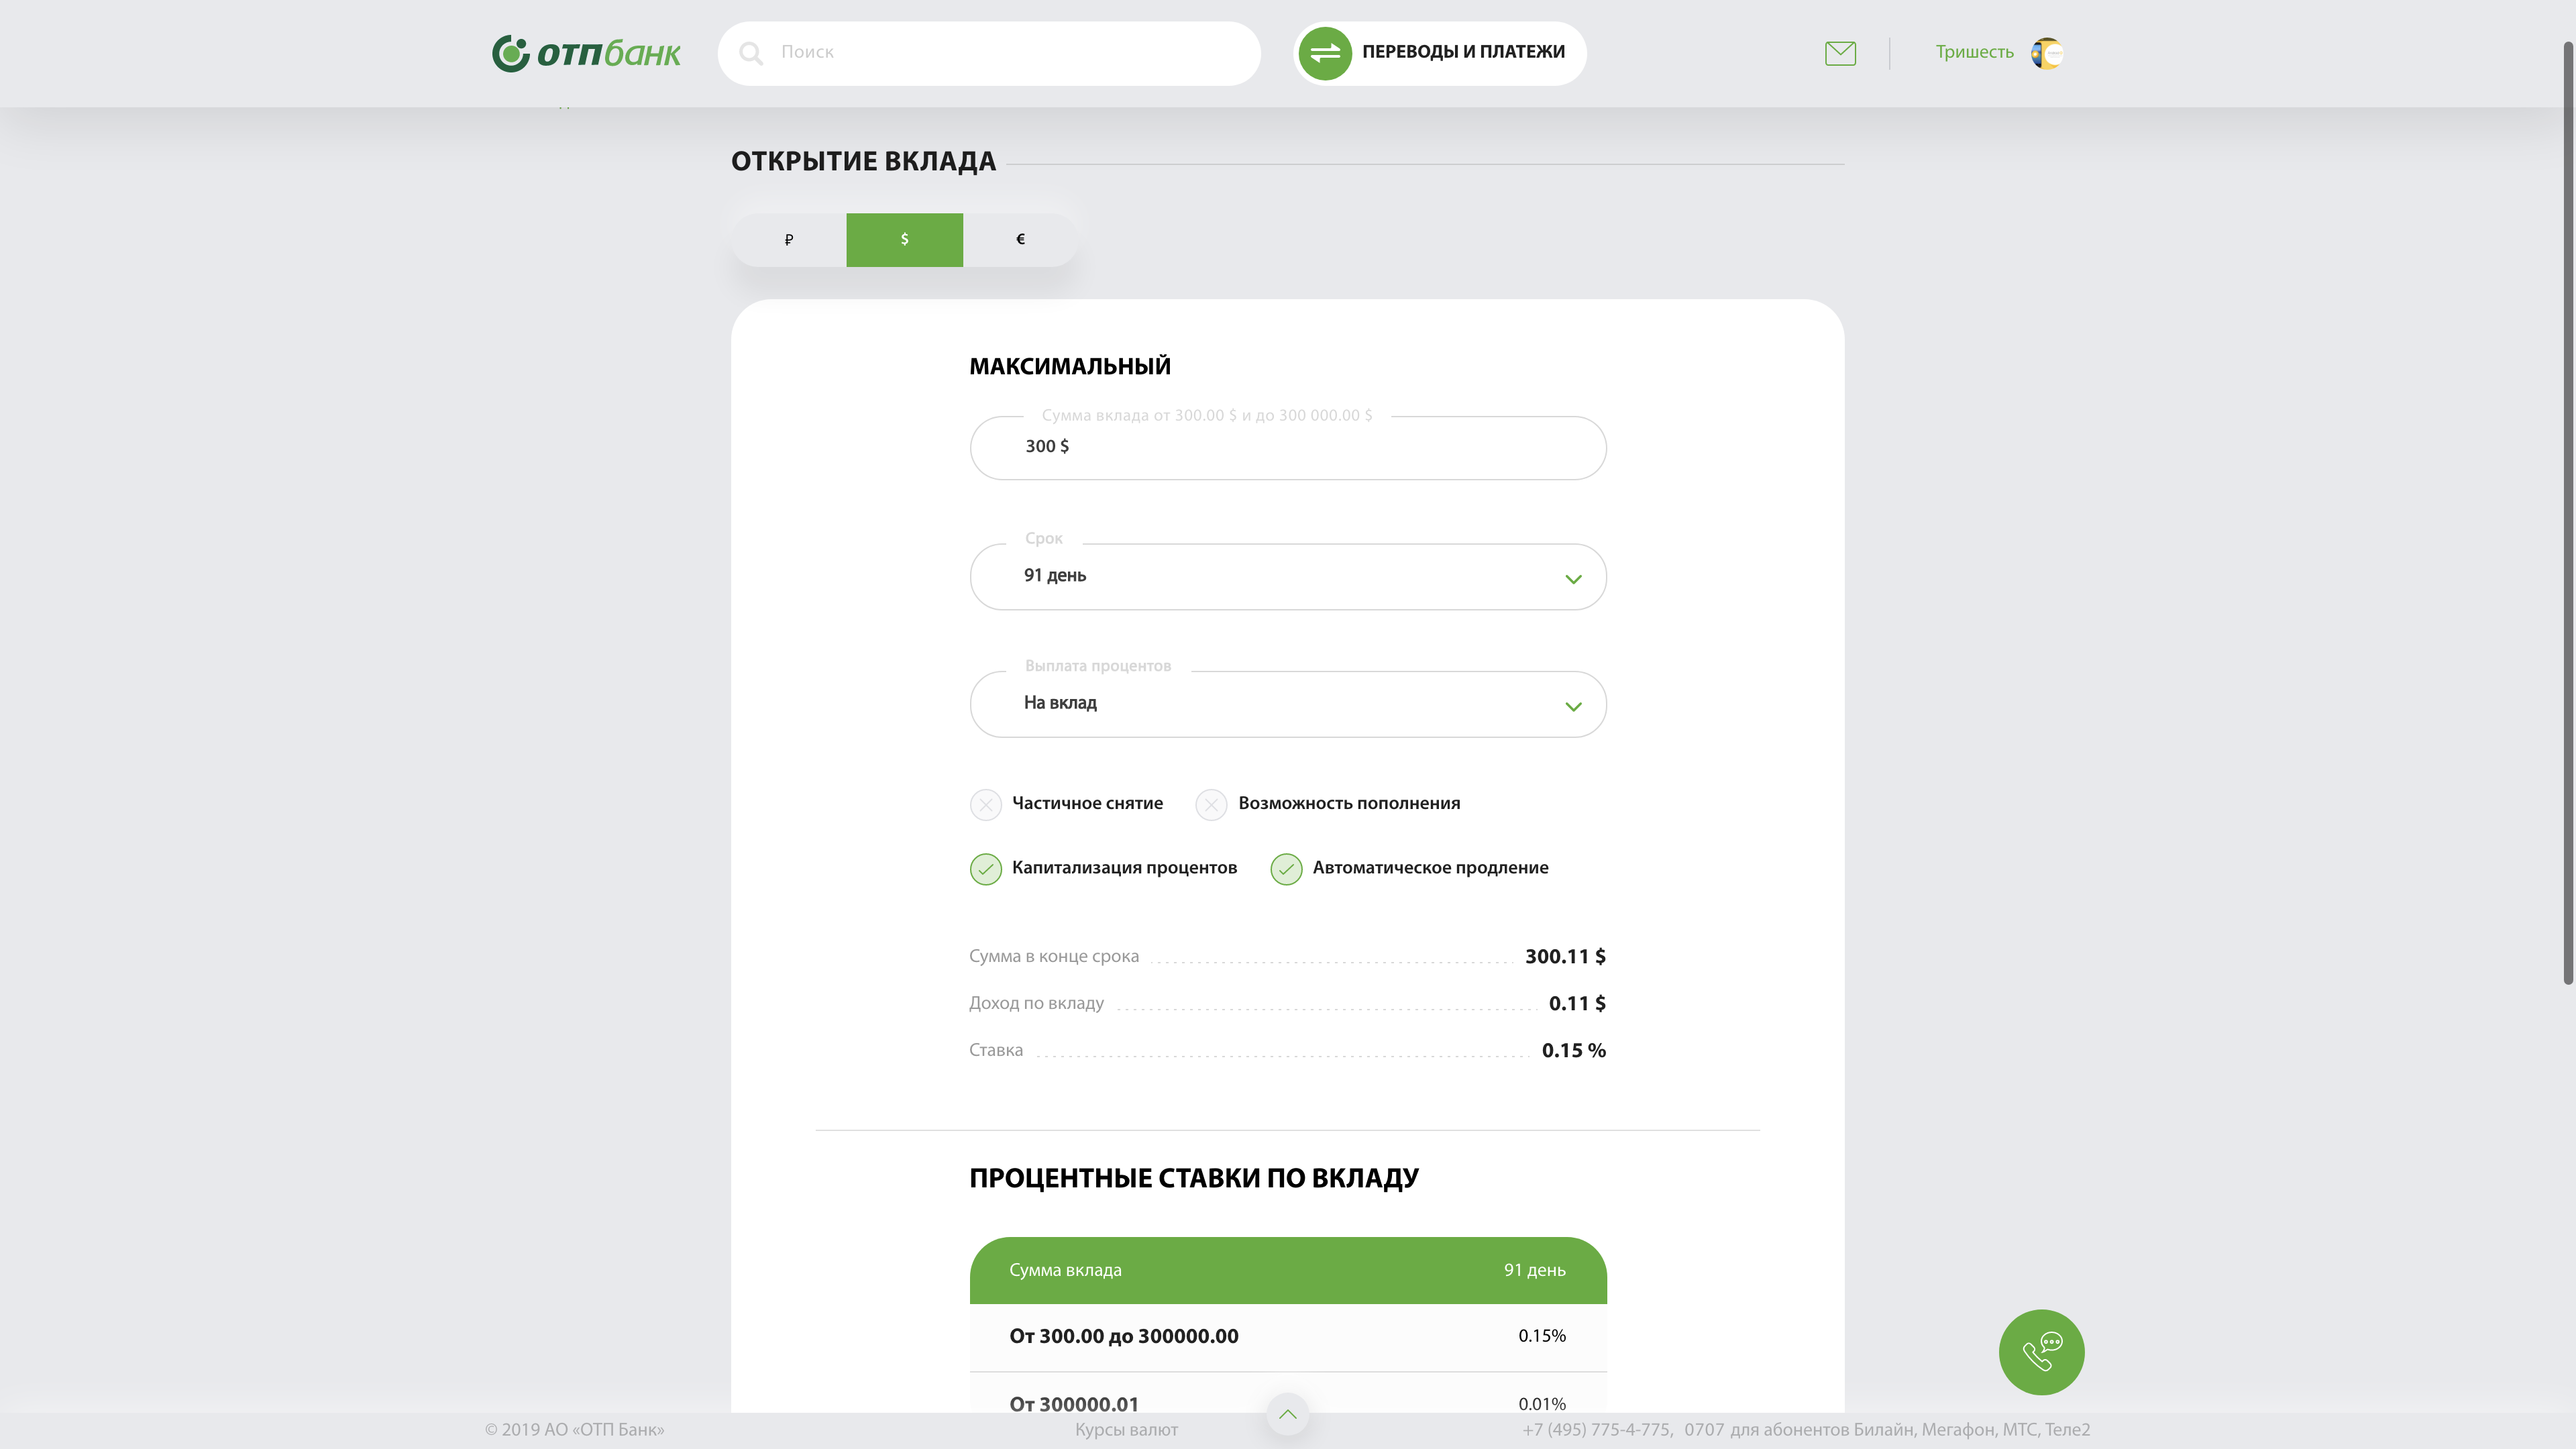 отпбанк
Поиск
ПЕРЕВОДЫ И ПЛАТЕЖИ
Тришесть
ОТКРЫТИЕ ВКЛАДА
₽ $ €
МАКСИМАЛЬНЫЙ
Сумма вклада от 300.00 $ и до 300 000.00 $
300 $
Срок
91 день
Выплата процентов
На вклад
Частичное снятие Возможность пополнения
Капитализация процентов Автоматическое продление
Сумма в конце срока 300.11 $
Доход по вкладу 0.11 $
Ставка 0.15 %
ПРОЦЕНТНЫЕ СТАВКИ ПО ВКЛАДУ
Сумма вклада 91 день
От 300.00 до 300000.00 0.15%
От 300000.01 0.01%
© 2019 АО «ОТП Банк» Курсы валют +7 (495) 775-4-775, 0707 для абонентов Билайн, Мегафон, МТС, Теле2